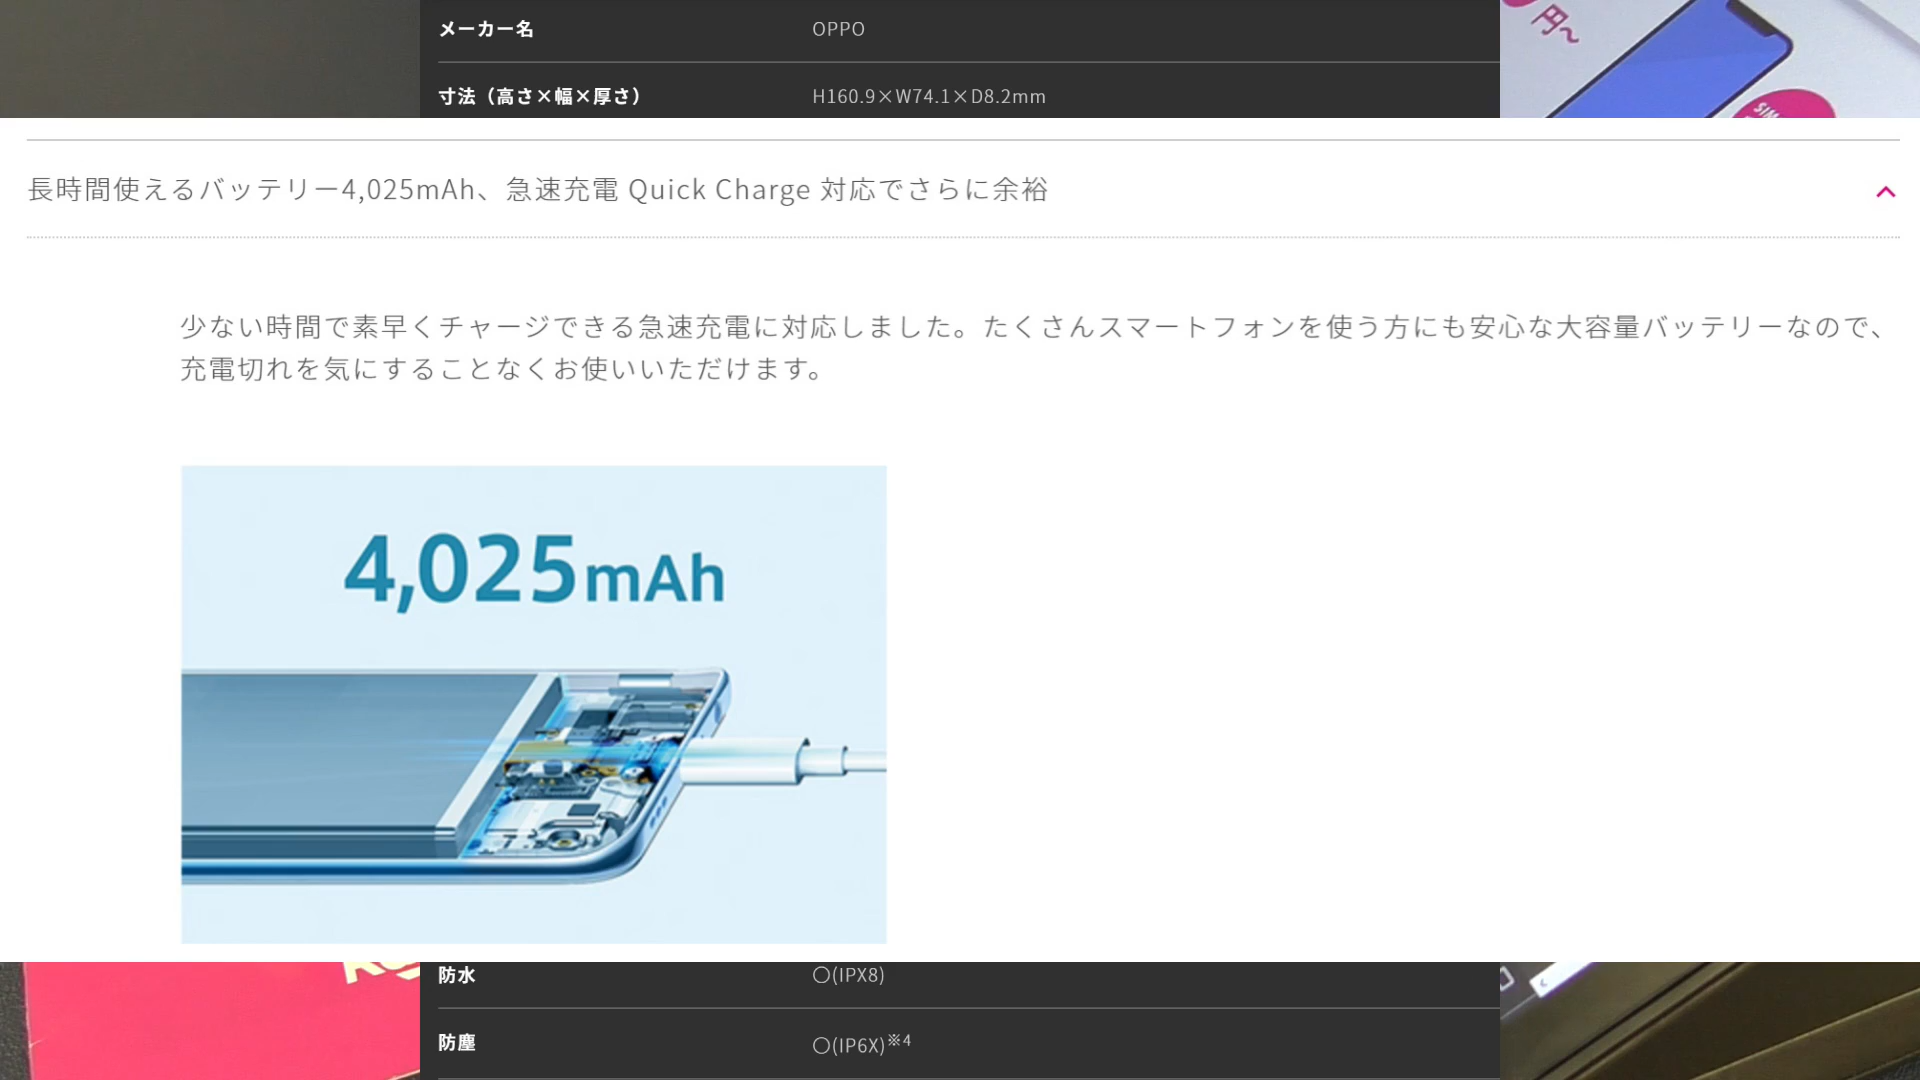 メーカー名 OPPO
円~
寸法（高さ×幅×厚さ） H160.9×W74.1×D8.2mm
SIM
長時間使えるバッテリー4,025mAh、急速充電 Quick Charge 対応でさらに余裕
少ない時間で素早くチャージできる急速充電に対応しました。たくさんスマートフォンを使う方にも安心な大容量バッテリーなので、
充電切れを気にすることなくお使いいただけます。
4,025mAh
防水 〇(IPX8)
防塵 〇(IP6X)※4